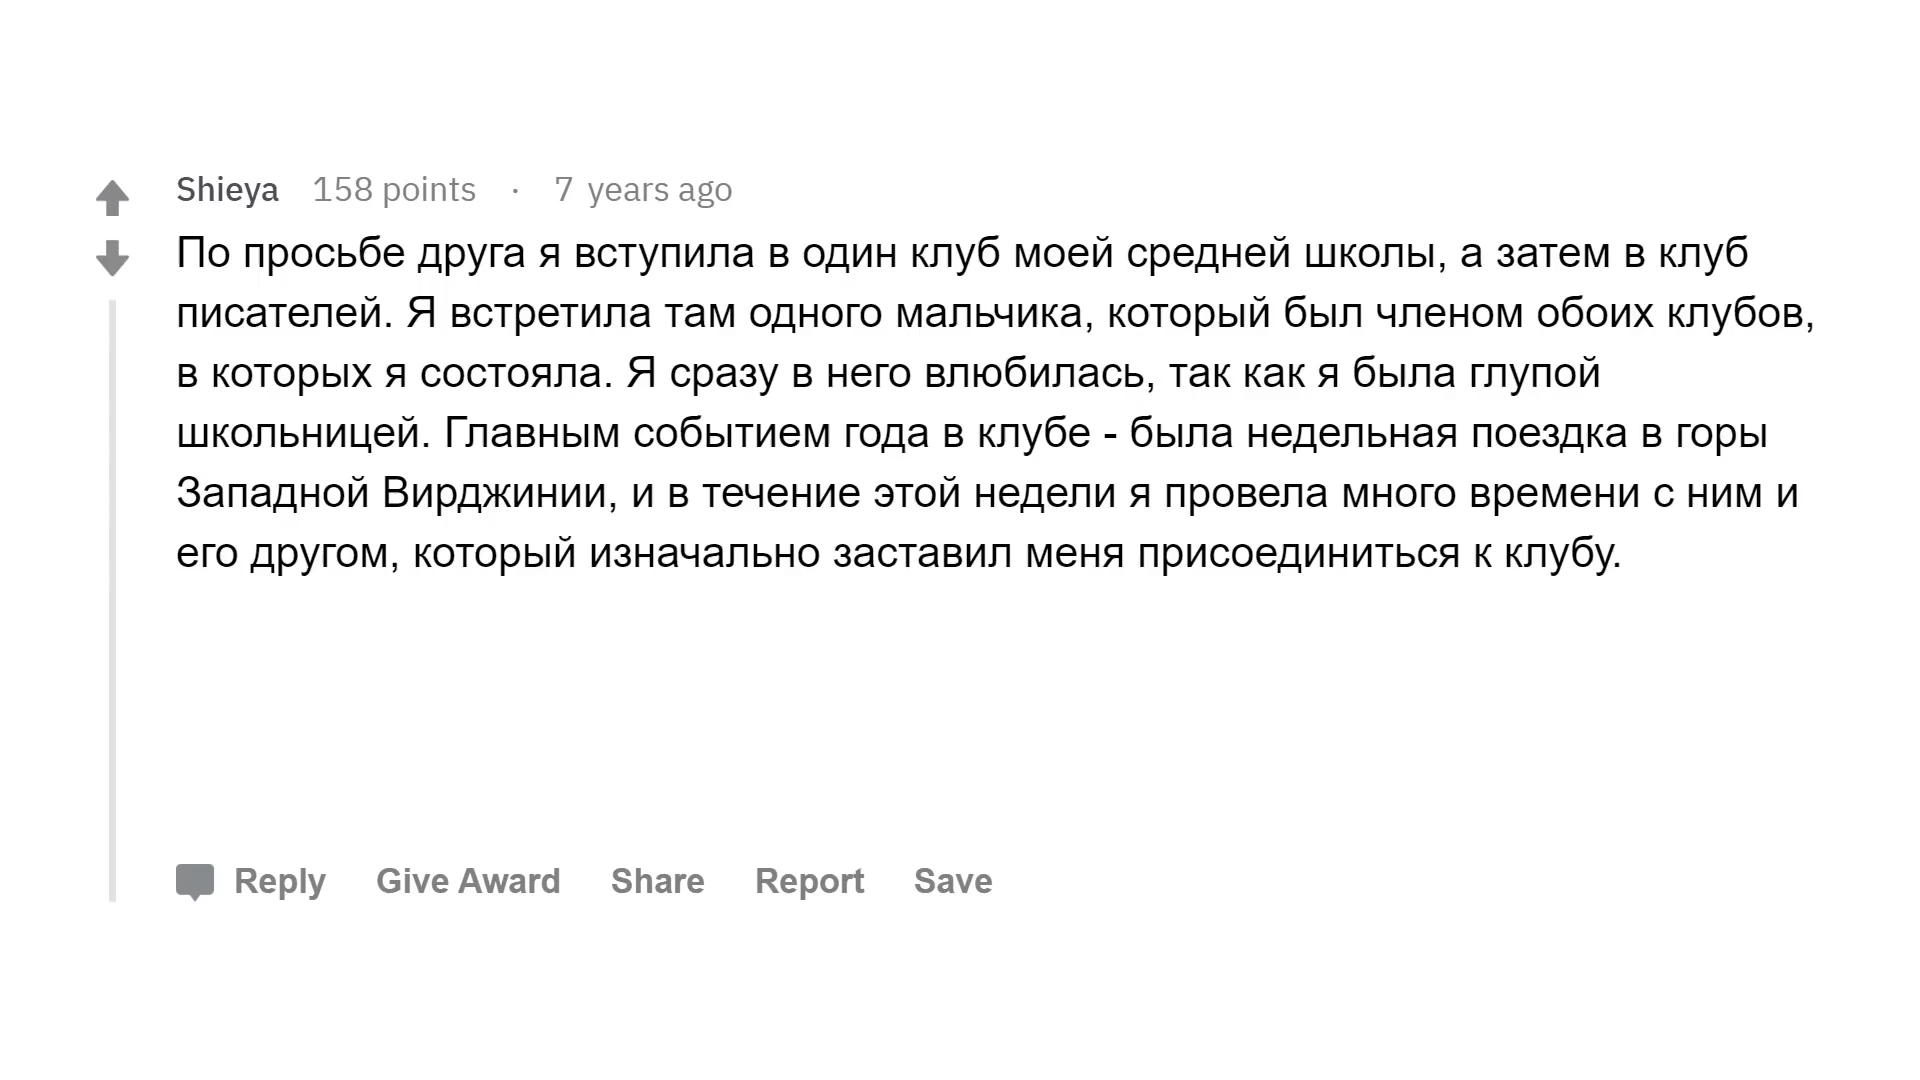 Shieya 158 points · 7 years ago
По просьбе друга я вступила в один клуб моей средней школы, а затем в клуб
писателей. Я встретила там одного мальчика, который был членом обоих клубов,
в которых я состояла. Я сразу в него влюбилась, так как я была глупой
школьницей. Главным событием года в клубе - была недельная поездка в горы
Западной Вирджинии, и в течение этой недели я провела много времени с ним и
его другом, который изначально заставил меня присоединиться к клубу.
Reply Give Award Share Report Save